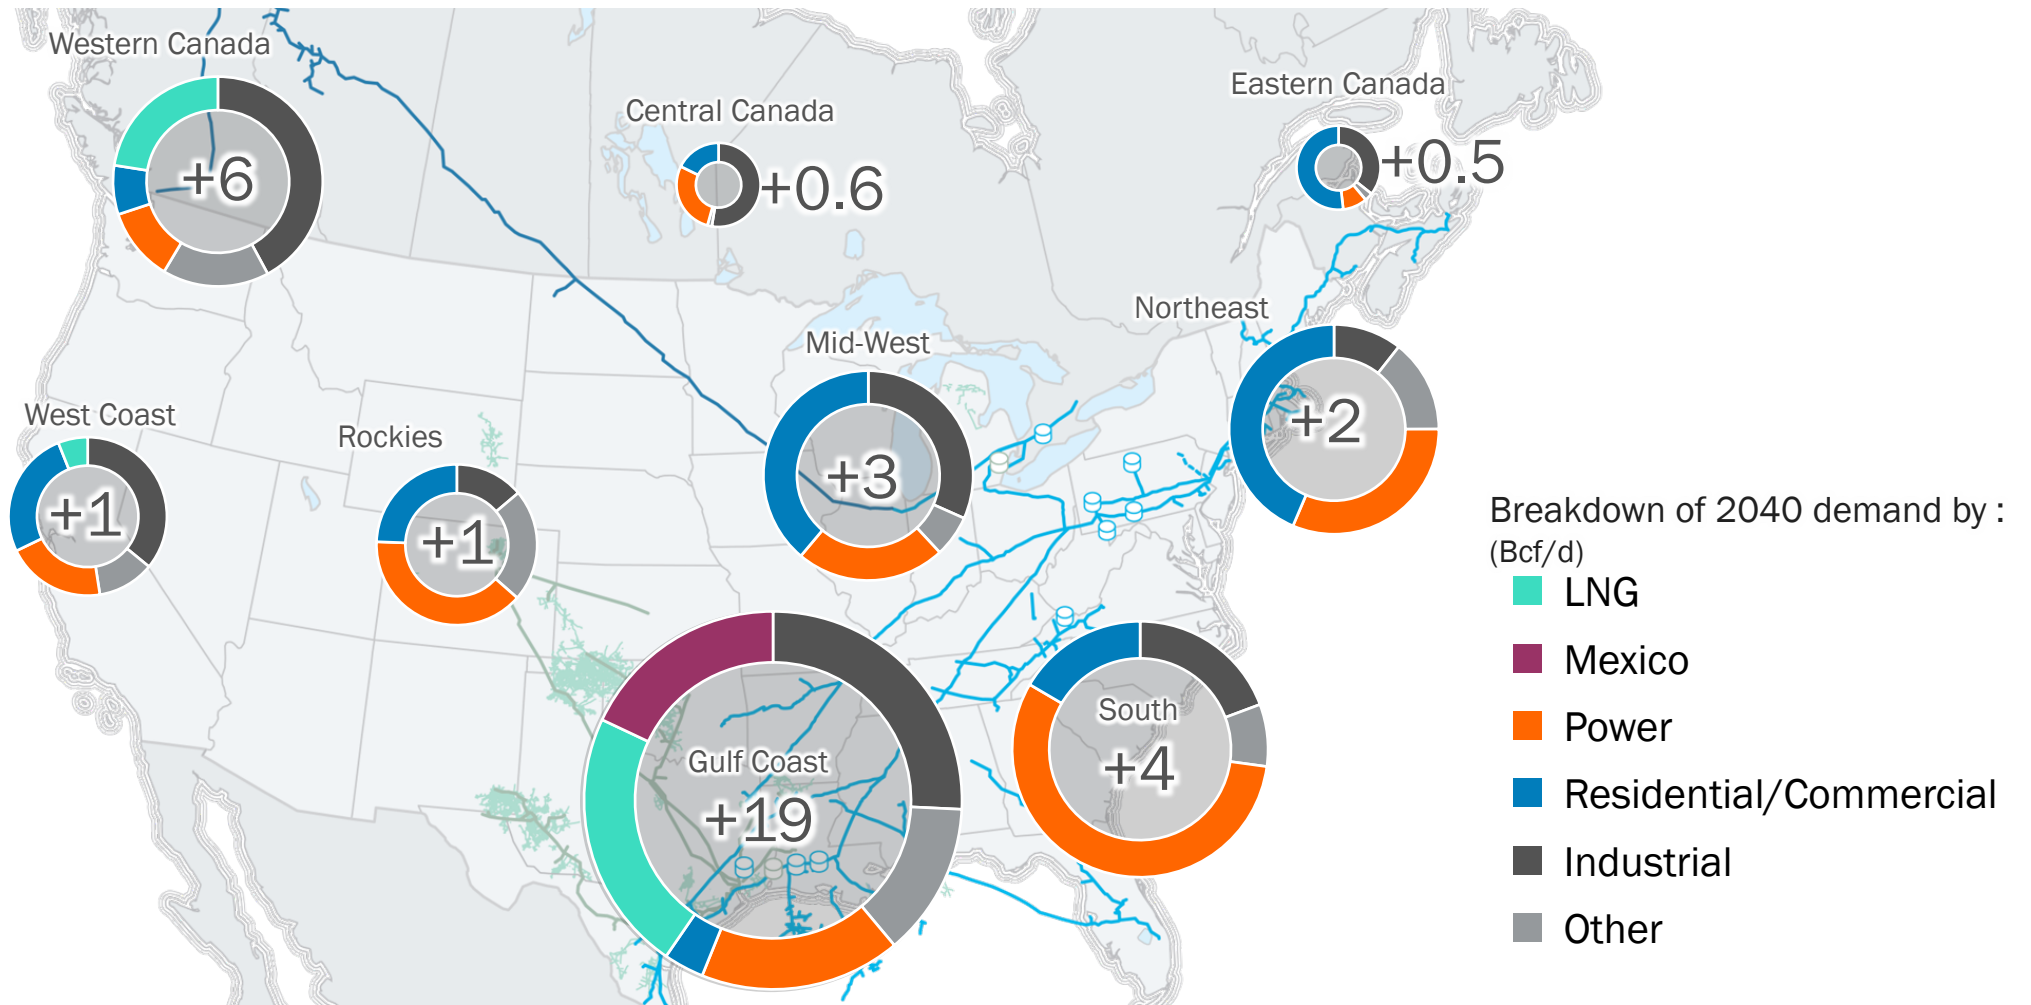 Western Canada
+6
Central Canada
+0.6
Eastern Canada
+0.5
Northeast
+2
Mid-West
+3
West Coast
+1
Rockies
+1
South
+4
Gulf Coast
+19
Breakdown of 2040 demand by :
(Bcf/d)
LNG
Mexico
Power
Residential/Commercial
Industrial
Other